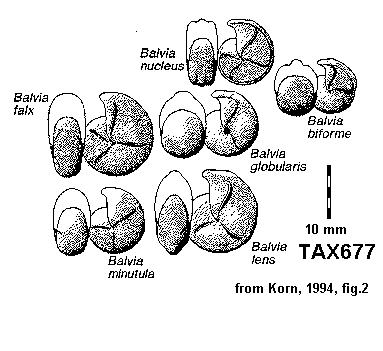 Balvia
nucleus
Balvia
falx
Balvia
biforme
Balvia
globularis
10 mm
Balvia
minutula
Balvia
lens
TAX677
from Korn, 1994, fig.2